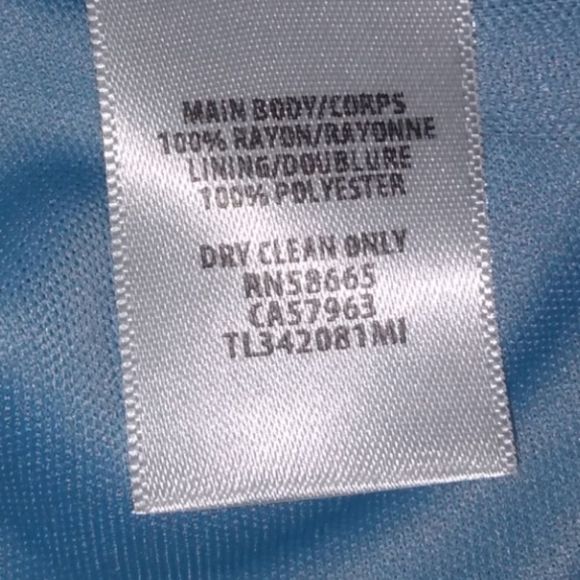 MAIN BODY/CORPS
100% RAYON/RAYONNE
LINING/DOUBLURE
100% POLYESTER
DRY CLEAN ONLY
RN58665
CA57963
TL342081MI